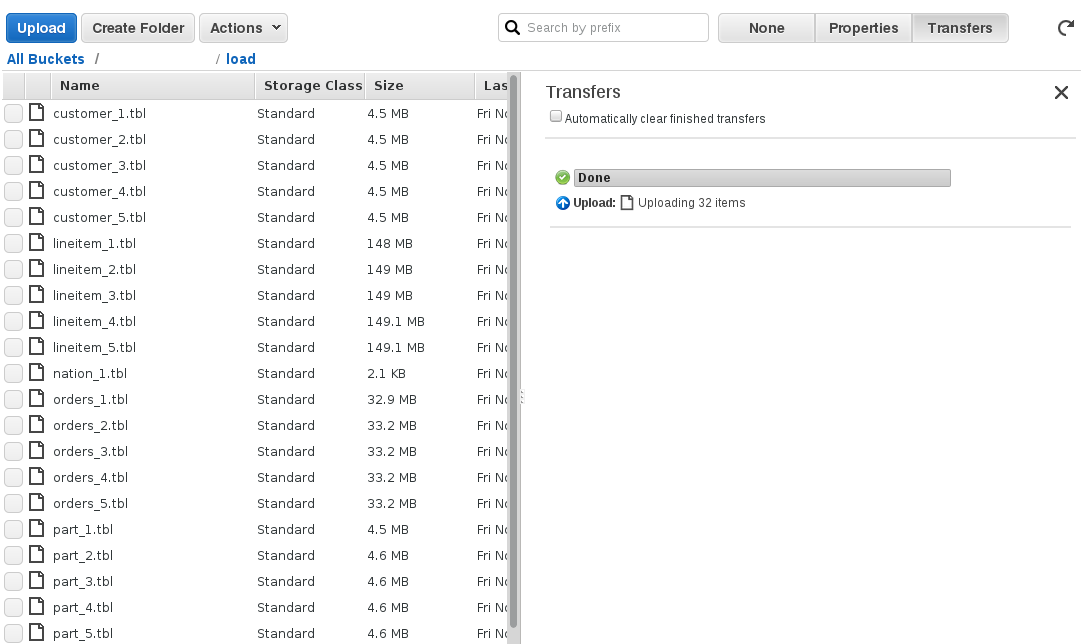 Upload Create Folder Actions Search by prefix None Properties Transfers
All Buckets / / load
Name Storage Class Size Las
Transfers
Automatically clear finished transfers
Done
Upload: Uploading 32 items
customer_1.tbl Standard 4.5 MB Fri No
customer_2.tbl Standard 4.5 MB Fri No
customer_3.tbl Standard 4.5 MB Fri No
customer_4.tbl Standard 4.5 MB Fri No
customer_5.tbl Standard 4.5 MB Fri No
lineitem_1.tbl Standard 148 MB Fri No
lineitem_2.tbl Standard 149 MB Fri No
lineitem_3.tbl Standard 149 MB Fri No
lineitem_4.tbl Standard 149.1 MB Fri No
lineitem_5.tbl Standard 149.1 MB Fri No
nation_1.tbl Standard 2.1 KB Fri No
orders_1.tbl Standard 32.9 MB Fri No
orders_2.tbl Standard 33.2 MB Fri No
orders_3.tbl Standard 33.2 MB Fri No
orders_4.tbl Standard 33.2 MB Fri No
orders_5.tbl Standard 33.2 MB Fri No
part_1.tbl Standard 4.5 MB Fri No
part_2.tbl Standard 4.6 MB Fri No
part_3.tbl Standard 4.6 MB Fri No
part_4.tbl Standard 4.6 MB Fri No
part_5.tbl Standard 4.6 MB Fri No